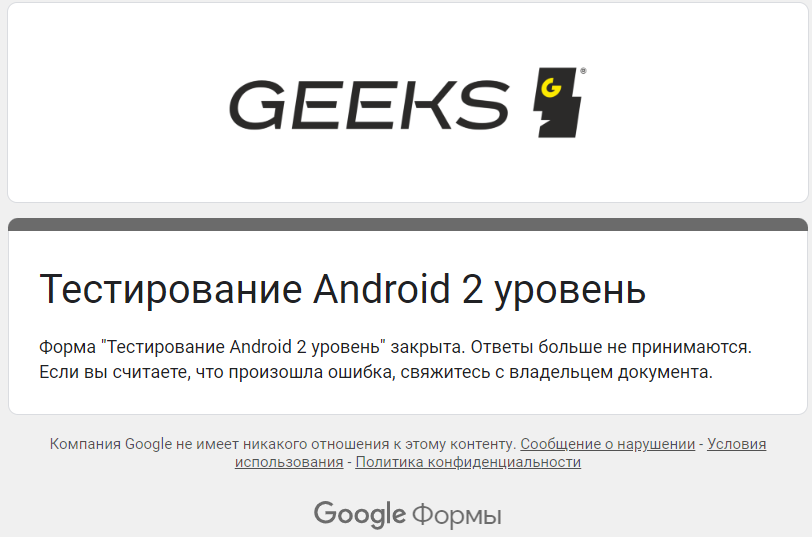 GEEKS G®
Тестирование Android 2 уровень
Форма "Тестирование Android 2 уровень" закрыта. Ответы больше не принимаются.
Если вы считаете, что произошла ошибка, свяжитесь с владельцем документа.
Компания Google не имеет никакого отношения к этому контенту. Сообщение о нарушении - Условия
использования - Политика конфиденциальности
Google Формы